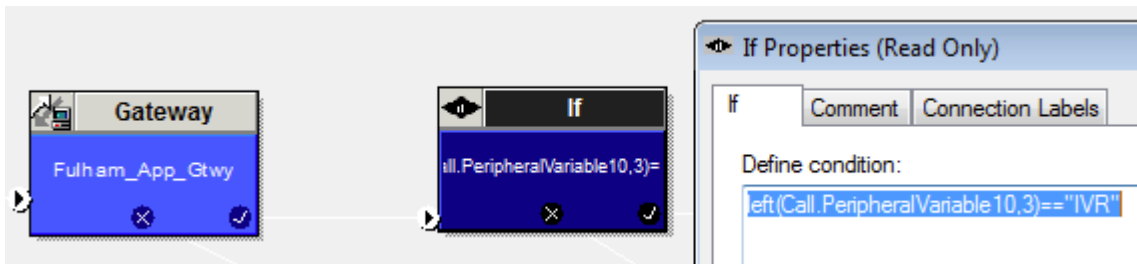 If Properties (Read Only)
Gateway
If
If
Comment
Connection Labels
Fulham_App_Gtwy
all.PeripheralVariable10,3)=
Define condition:
left(Call.PeripheralVariable10,3)=="IVR"